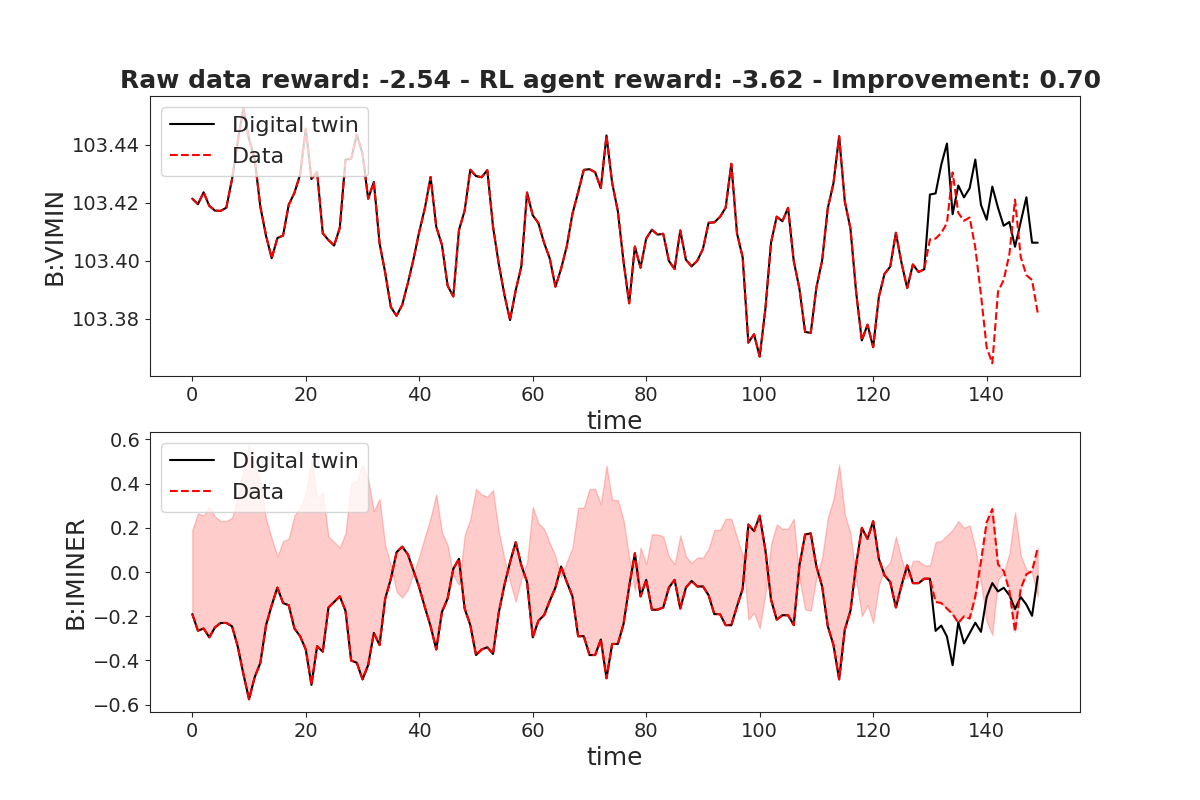 Raw data reward: -2.54 - RL agent reward: -3.62 - Improvement: 0.70
B:VIMIN
103.44
103.42
103.40
103.38
Digital twin
Data
0 20 40 60 80 100 120 140
time
B:IMINER
0.6
0.4
0.2
0.0
−0.2
−0.4
−0.6
Digital twin
Data
0 20 40 60 80 100 120 140
time